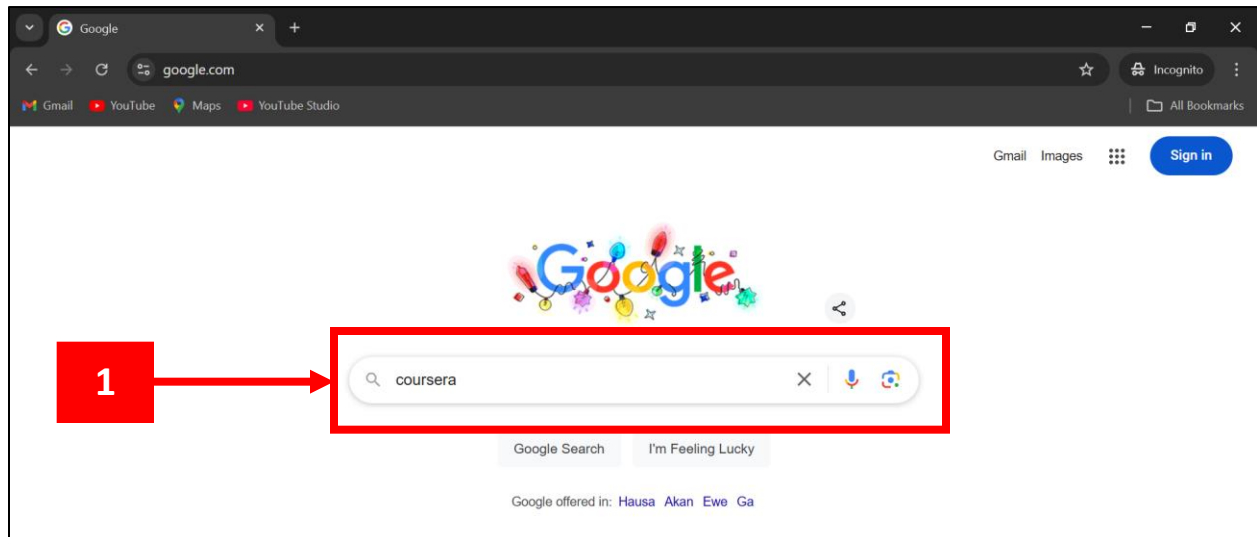 Google
google.com
Incognito
Gmail YouTube Maps YouTube Studio
All Bookmarks
Gmail Images Sign in
Google
1
coursera
Google Search I'm Feeling Lucky
Google offered in: Hausa Akan Ewe Ga